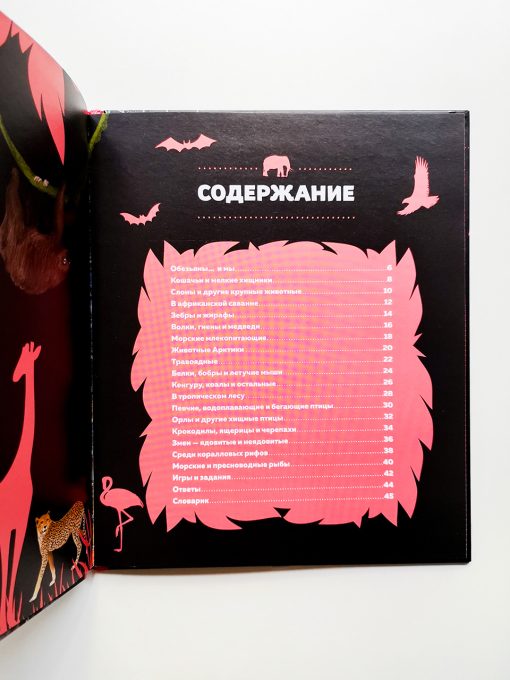 СОДЕРЖАНИЕ
Обезьяны... и мы 6
Кошачьи и мелкие хищники 8
Слоны и другие крупные животные 10
В африканской саванне 12
Зебры и жирафы 14
Волки, гиены и медведи 16
Морские млекопитающие 18
Животные Арктики 20
Травоядные 22
Белки, бобры и летучие мыши 24
Кенгуру, коалы и остальные 26
В тропическом лесу 28
Певчие, водоплавающие и бегающие птицы 30
Орлы и другие хищные птицы 32
Крокодилы, ящерицы и черепахи 34
Змеи — ядовитые и неядовитые 36
Среди коралловых рифов 38
Морские и пресноводные рыбы 40
Игры и задания 42
Ответы 44
Словарик 45